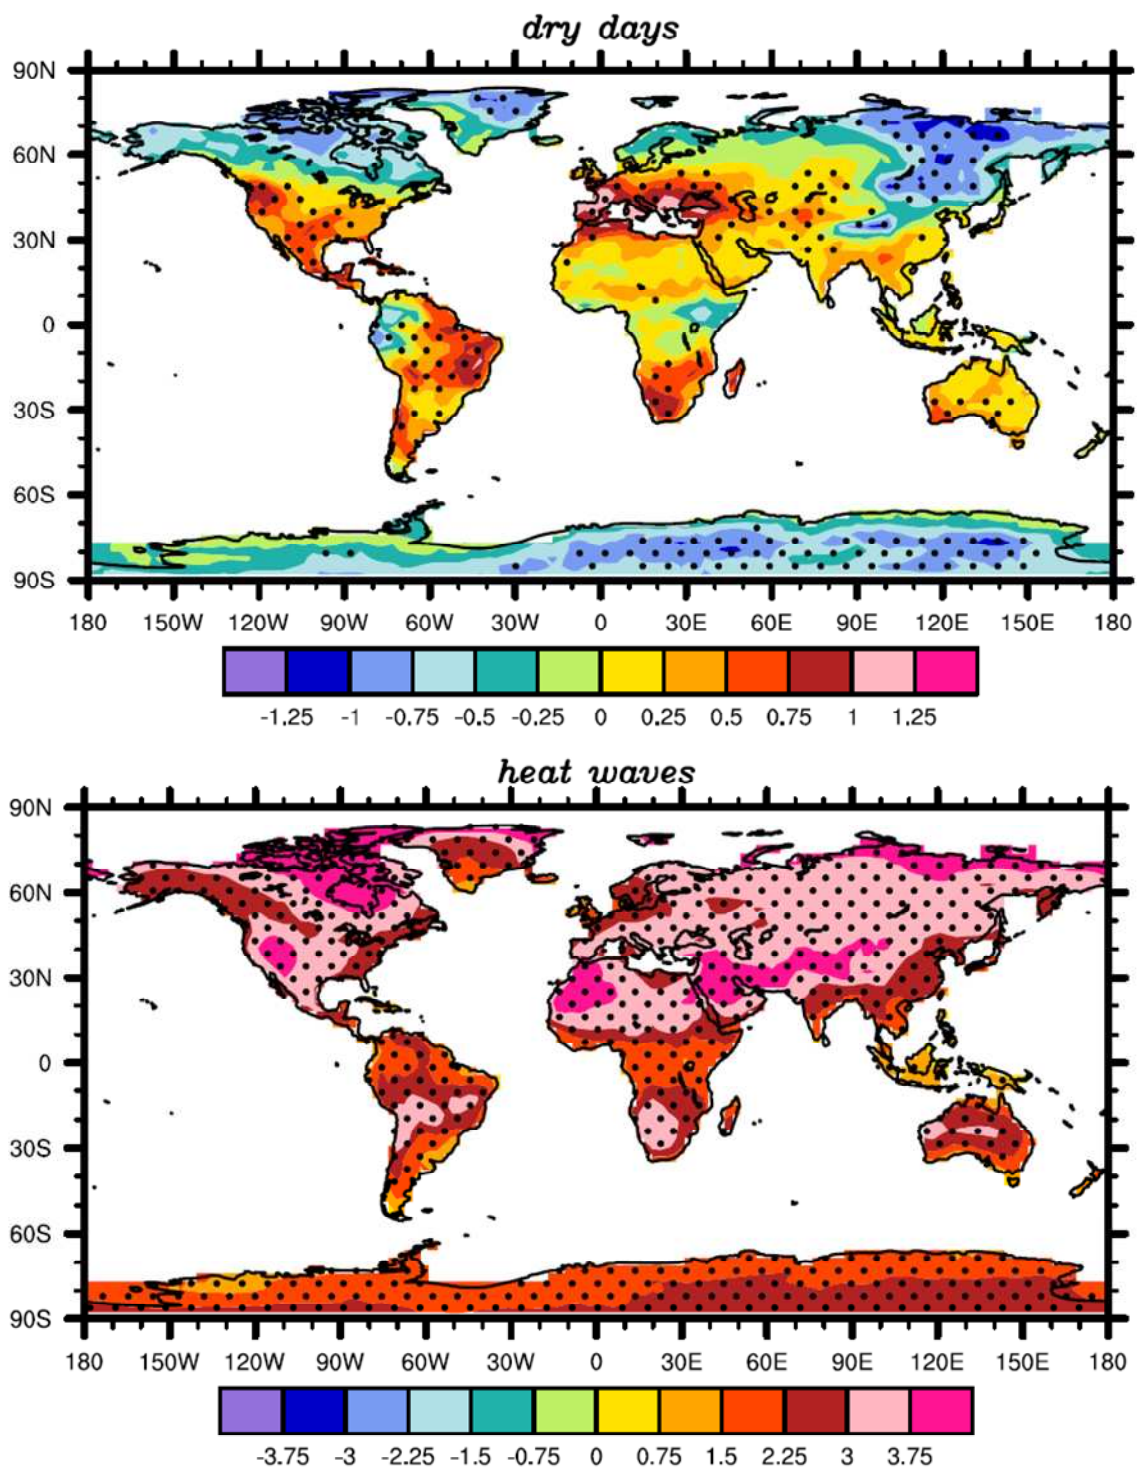 dry days
90N
60N
30N
0
30S
60S
90S
180 150W 120W 90W 60W 30W 0 30E 60E 90E 120E 150E 180
-1.25 -1 -0.75 -0.5 -0.25 0 0.25 0.5 0.75 1 1.25
heat waves
90N
60N
30N
0
30S
60S
90S
180 150W 120W 90W 60W 30W 0 30E 60E 90E 120E 150E 180
-3.75 -3 -2.25 -1.5 -0.75 0 0.75 1.5 2.25 3 3.75